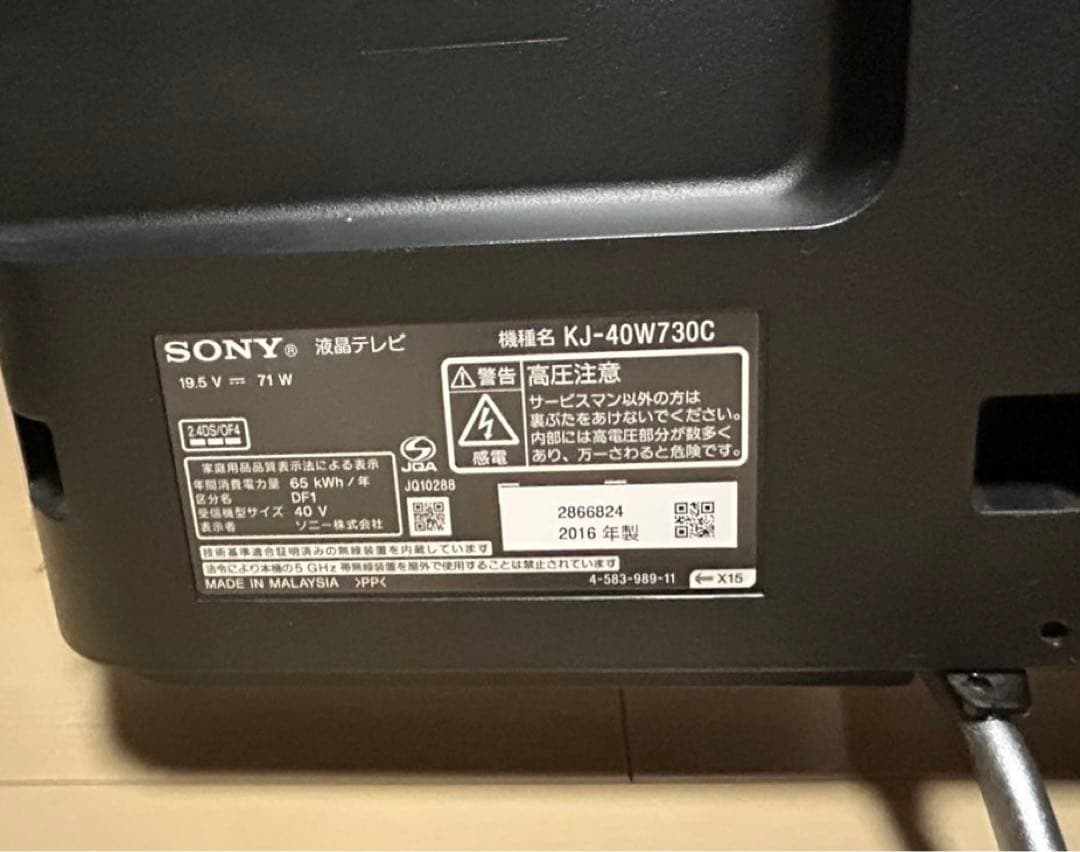 SONY® 液晶テレビ
機種名 KJ-40W730C
19.5 V ⎓ 71 W
警告 高圧注意
サービスマン以外の方は
裏ぶたをあけないでください。
内部には高電圧部分が数多く
あり、万一さわると危険です。
感電
2.4DS/OF4
JQA
JQ10288
家庭用品品質表示法による表示
年間消費電力量 65 kWh/年
区分名 DF1
受信機型サイズ 40 V
表示者 ソニー株式会社
2866824
2016 年製
技術基準適合証明済みの無線装置を内蔵しています
法令により本機の5 GHz 帯無線装置を屋外で使用することは禁止されています
MADE IN MALAYSIA >PP<
4-583-989-11 ⇐ X15